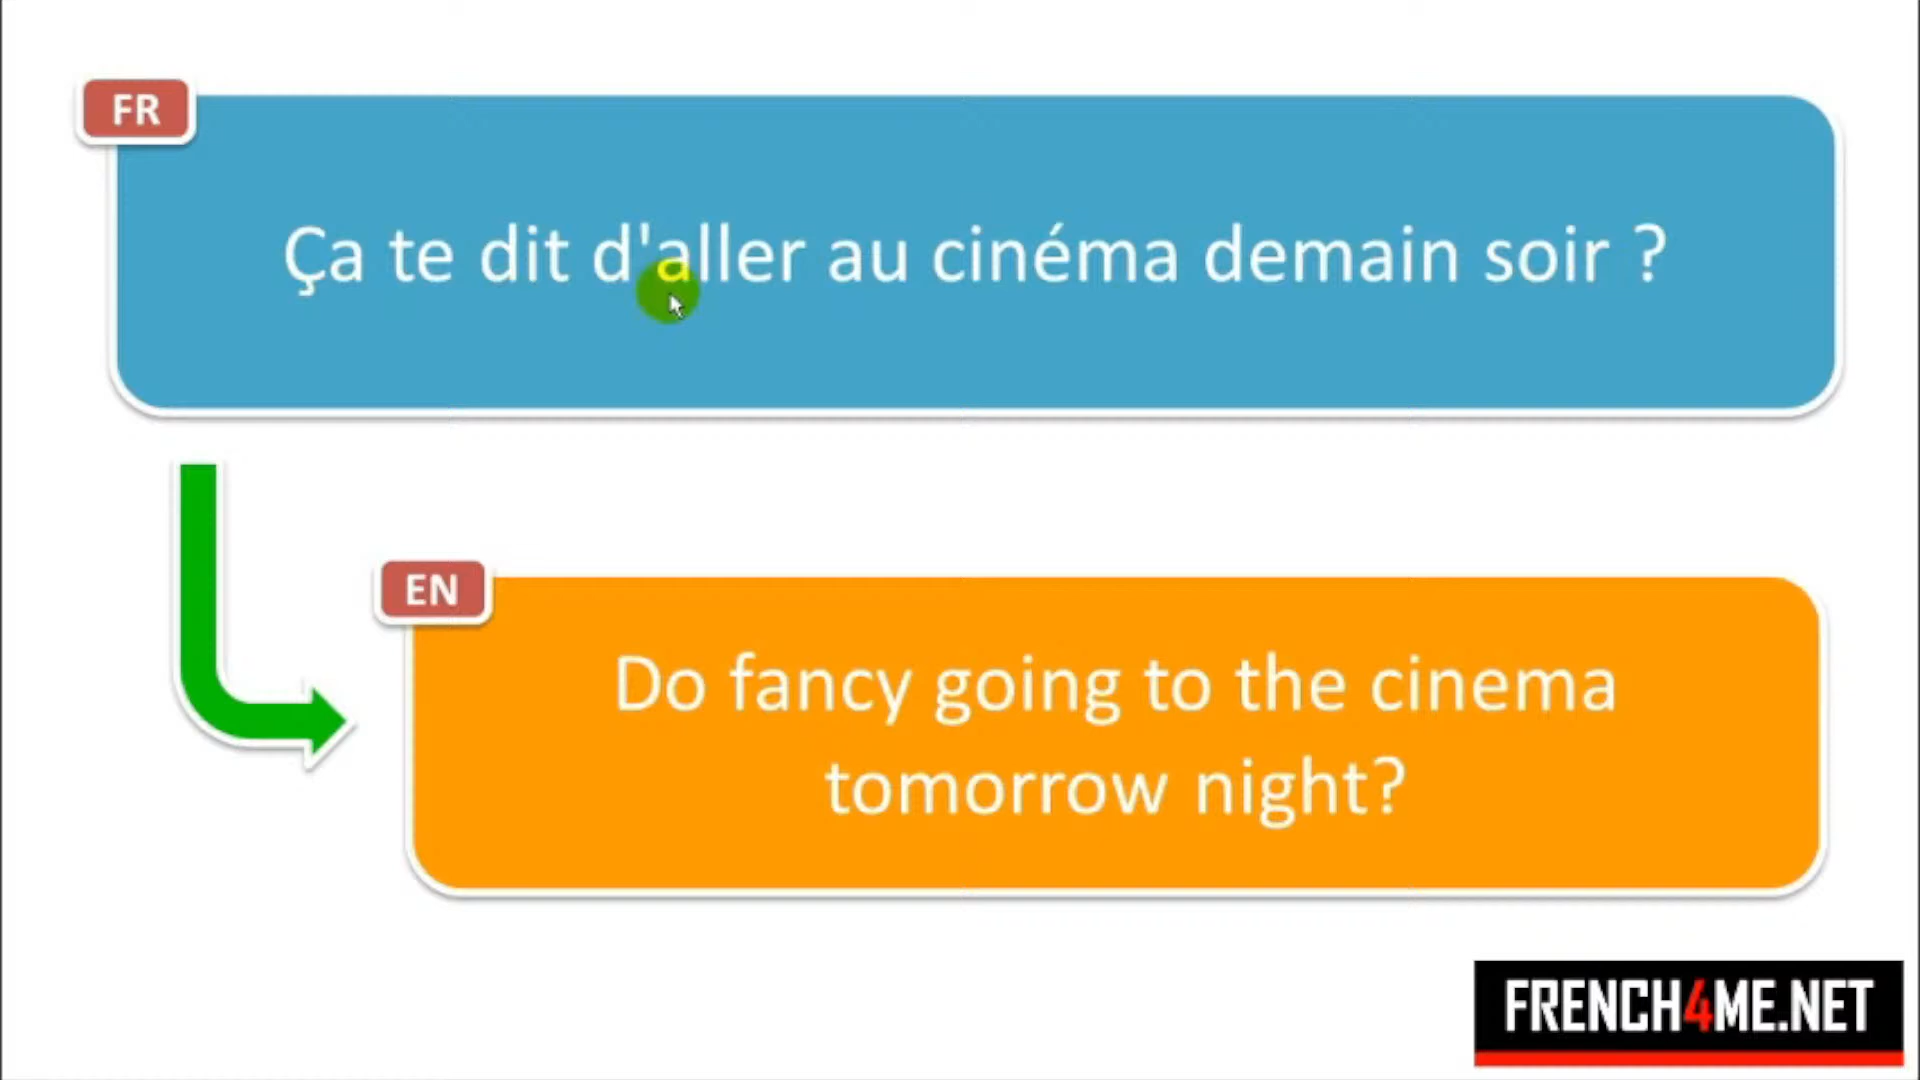 FR
Ça te dit d'aller au cinéma demain soir ?
EN
Do fancy going to the cinema
tomorrow night?
FRENCH4ME.NET